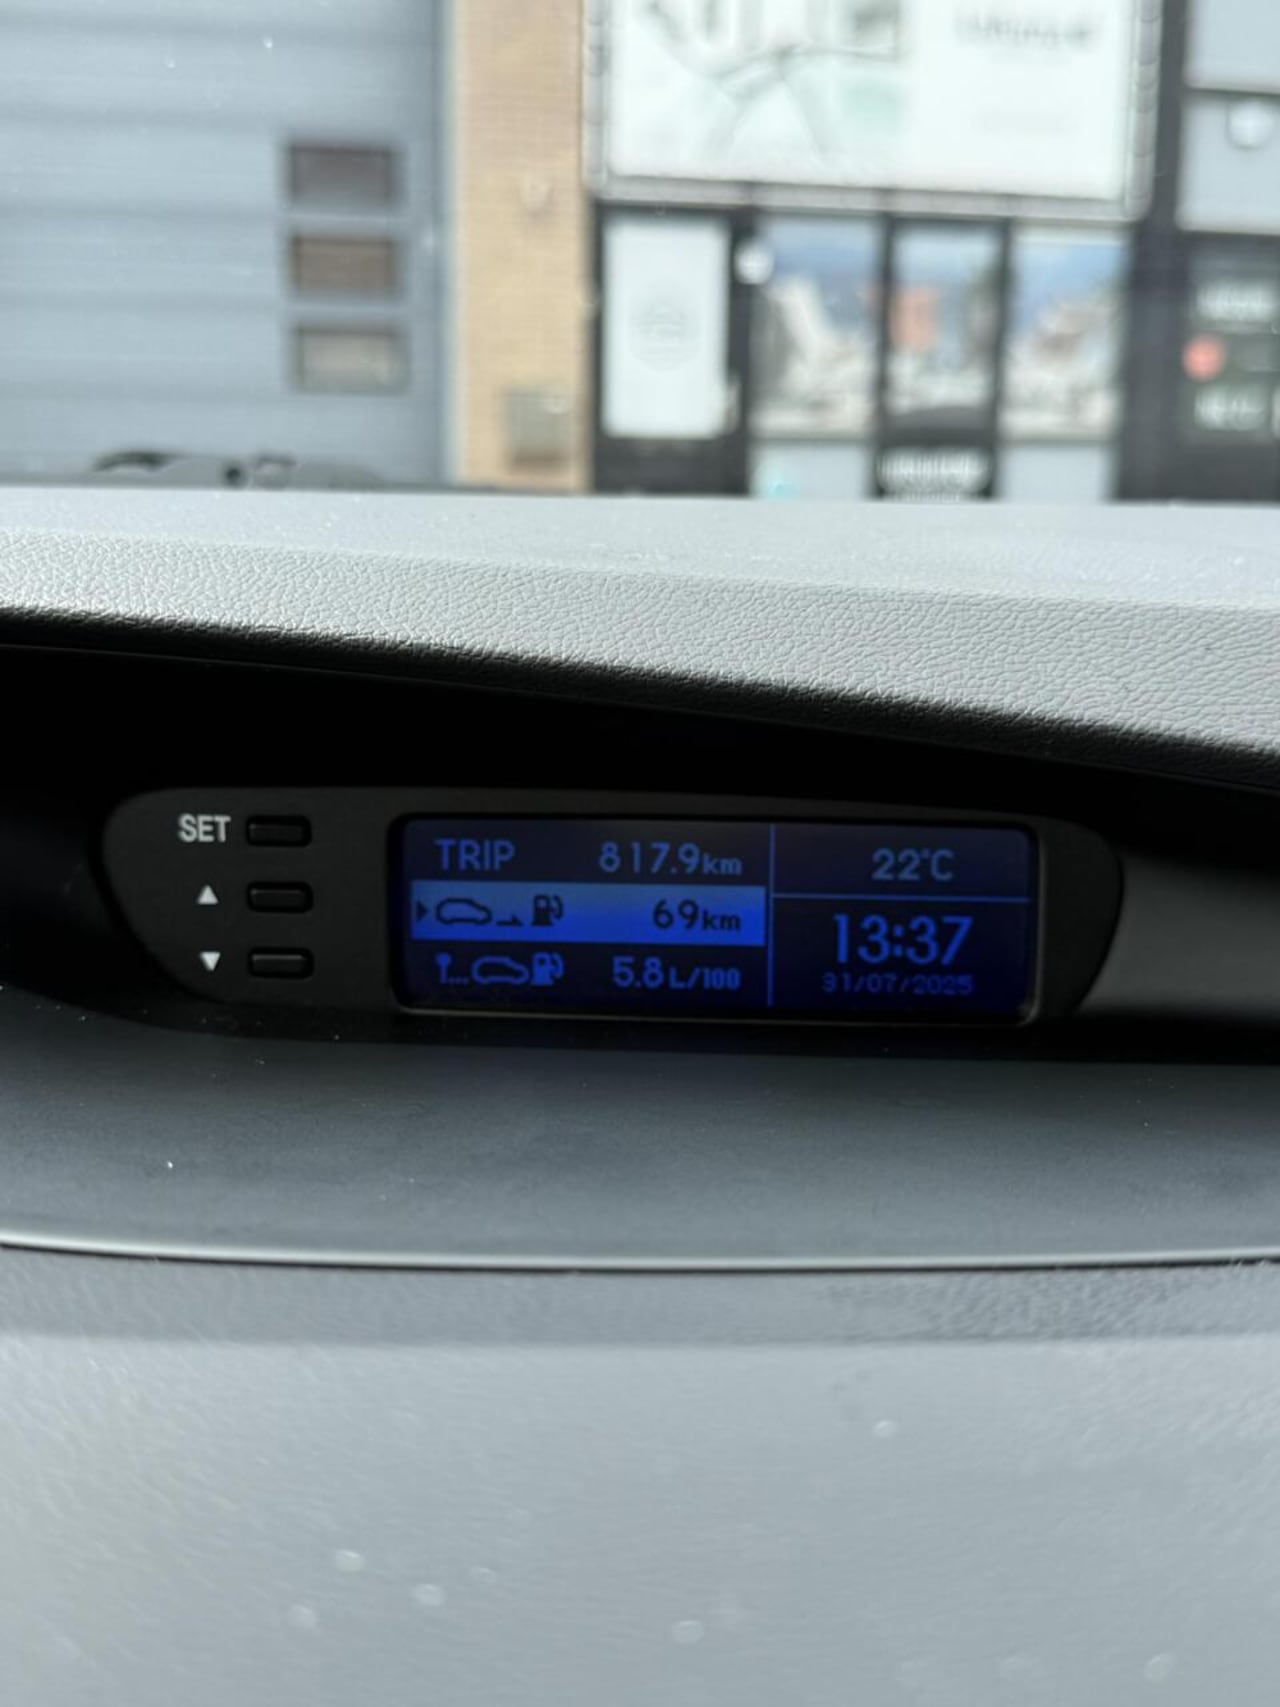 SET
TRIP 817.9km
69km
5.8L/100
22°C
13:37
31/07/2025